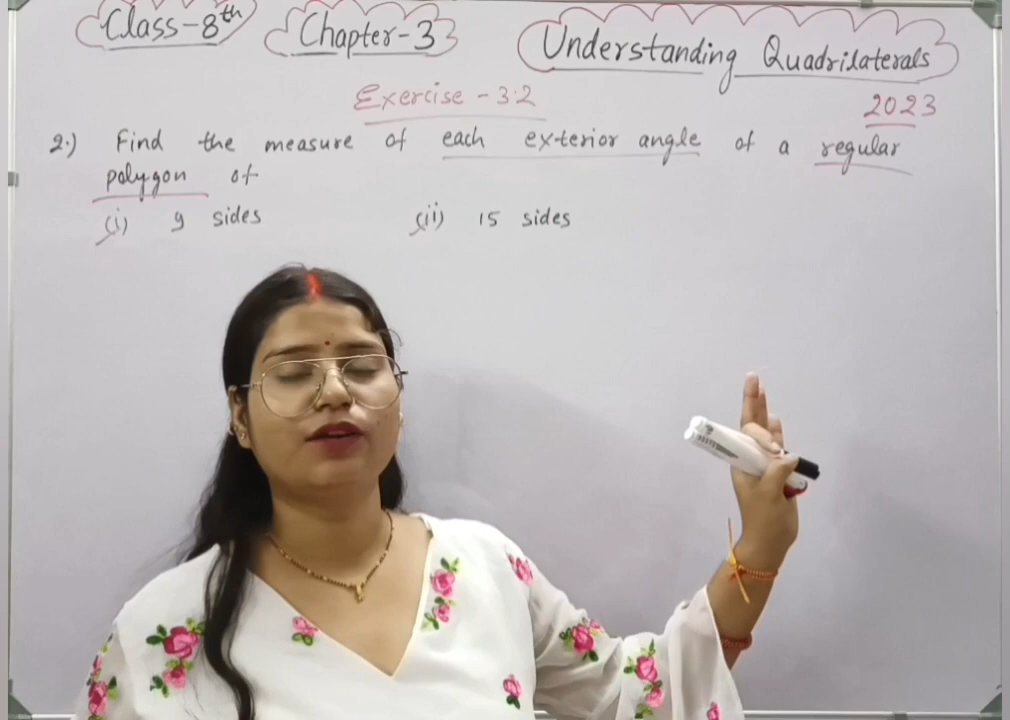 Class-8th Chapter-3 Understanding Quadrilaterals
Exercise - 3.2 2023
2.) Find the measure of each exterior angle of a regular
polygon of
(i) 9 sides (ii) 15 sides